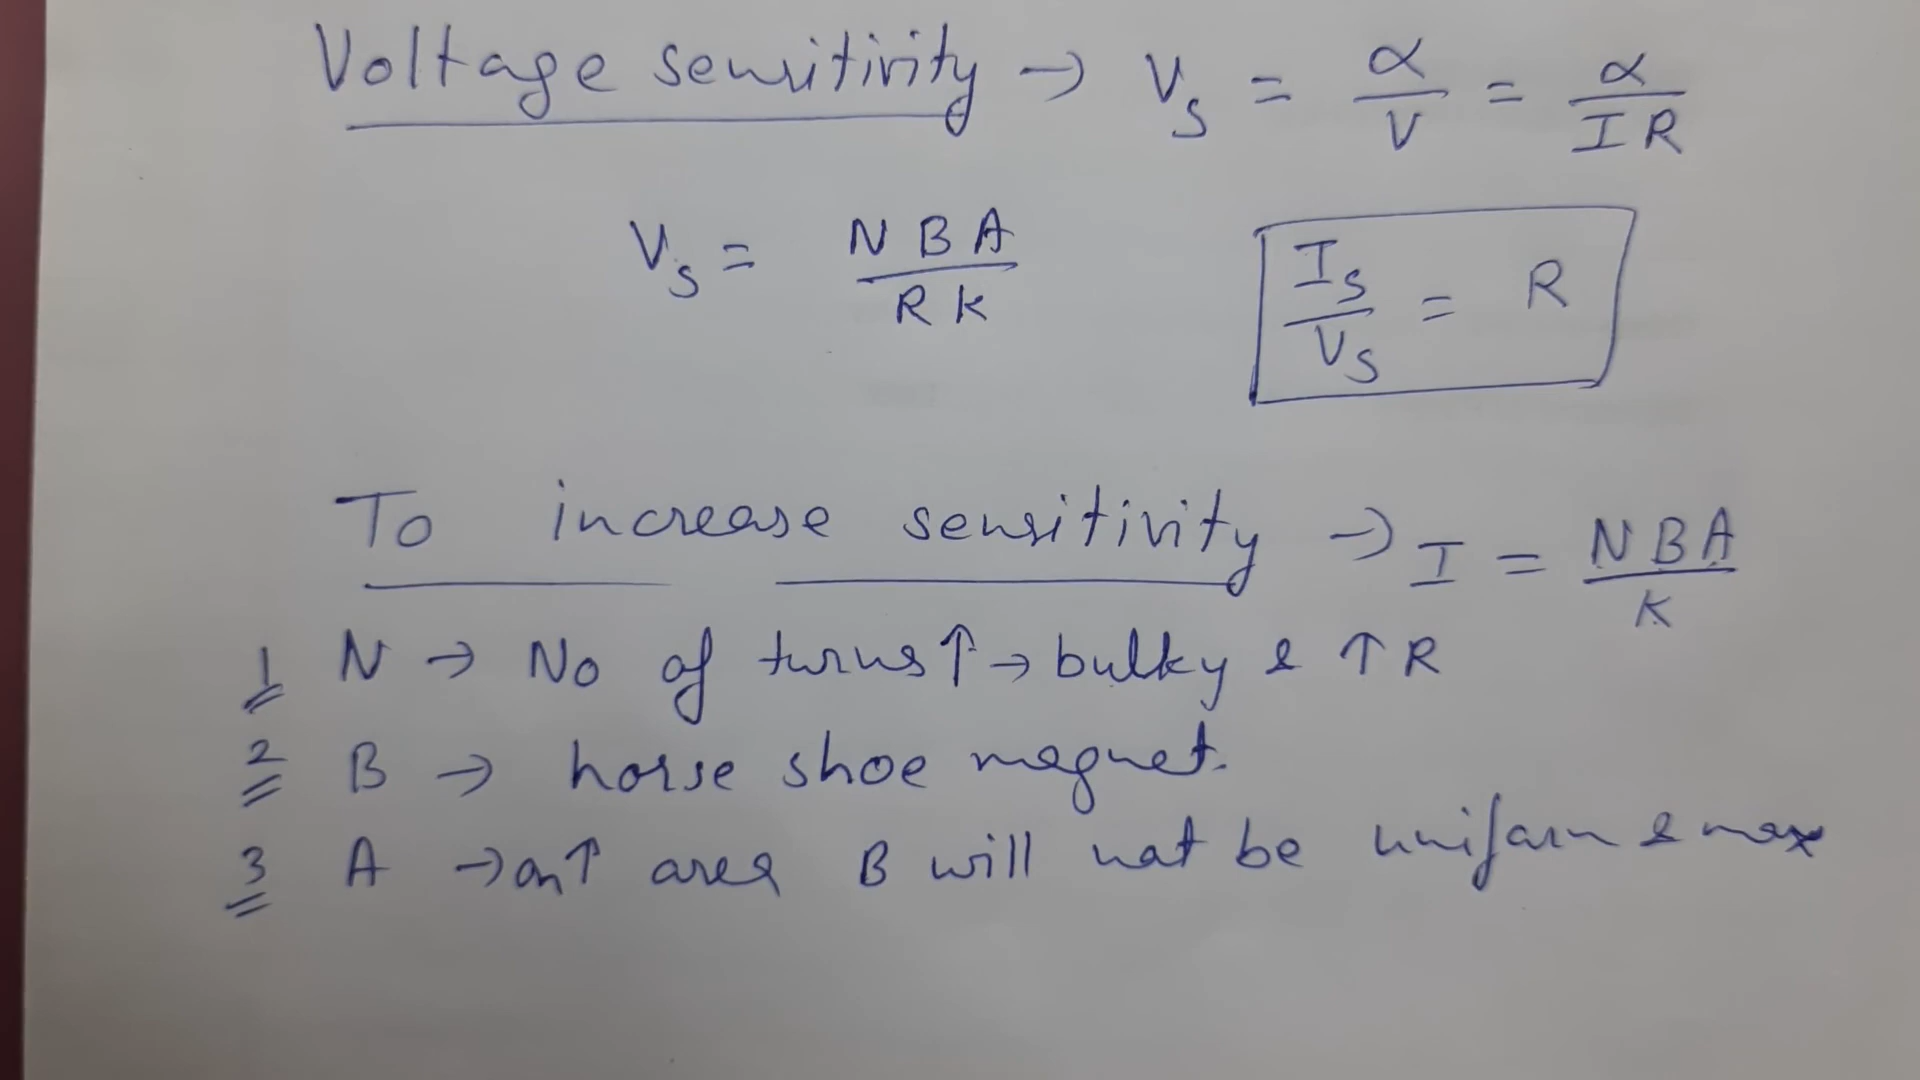 Voltage sensitivity → Vs = α/V = α/IR
Vs = NBA/RK
Is/Vs = R
To increase sensitivity → I = NBA/K
1 N → No of turns ↑ → bulky & ↑ R
2 B → horse shoe magnet.
3 A → on ↑ area B will not be uniform & max